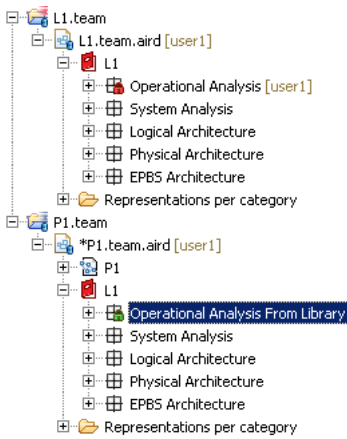 L1.team
L1.team.aird [user1]
L1
Operational Analysis [user1]
System Analysis
Logical Architecture
Physical Architecture
EPBS Architecture
Representations per category
P1.team
*P1.team.aird [user1]
P1
L1
Operational Analysis From Library
System Analysis
Logical Architecture
Physical Architecture
EPBS Architecture
Representations per category